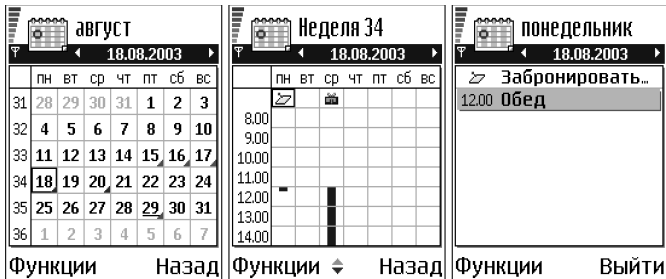 август
18.08.2003
пн вт ср чт пт сб вс
31 28 29 30 31 1 2 3
32 4 5 6 7 8 9 10
33 11 12 13 14 15 16 17
34 18 19 20 21 22 23 24
35 25 26 27 28 29 30 31
36 1 2 3 4 5 6 7
Функции Назад
Неделя 34
18.08.2003
пн вт ср чт пт сб вс
8.00
9.00
10.00
11.00
12.00
13.00
14.00
Функции Назад
понедельник
18.08.2003
Забронировать...
12.00 Обед
Функции Выйти